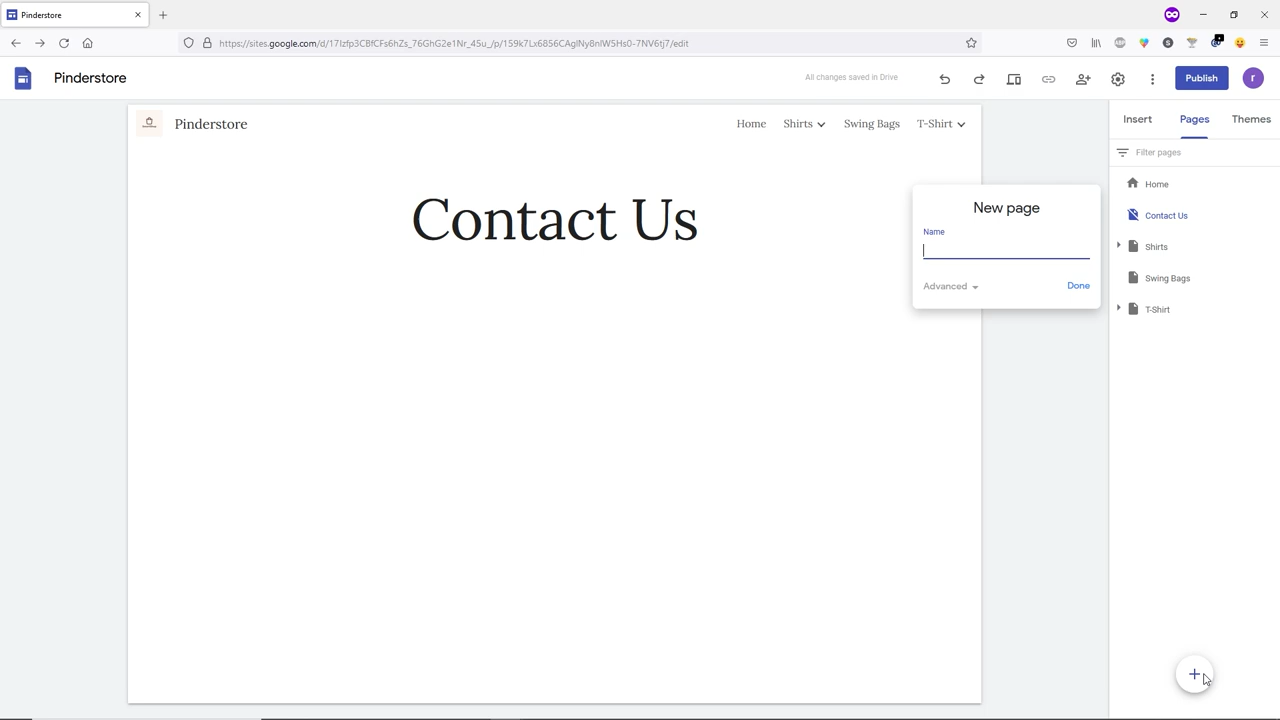 Pinderstore
https://sites.google.com/d/17Izfp3C8fCFs6hZs_76GhG2c1NQ15u_/p/159k7Lx6856CAgINy8nIW5Hs0-7NV6tj7/edit
Pinderstore
All changes saved in Drive
Publish
r
Pinderstore
Home
Shirts
Swing Bags
T-Shirt
Insert
Pages
Themes
Filter pages
Home
Contact Us
Shirts
Swing Bags
T-Shirt
Contact Us
New page
Name
Advanced
Done